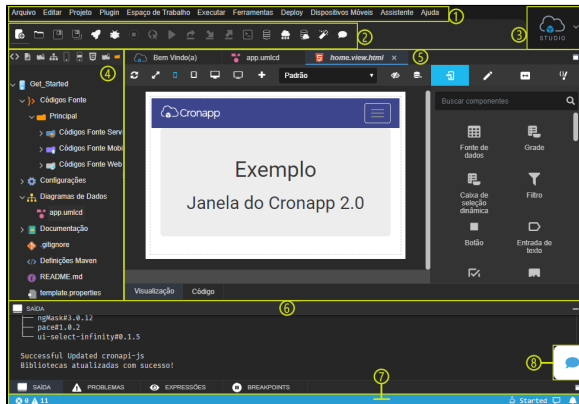 Arquivo Editar Projeto Plugin Espaço de Trabalho Executar Ferramentas Deploy Dispositivos Móveis Assistente Ajuda
1
2
3
STUDIO
4
Bem Vindo(a) app.umlcd home.view.html ×
5
Padrão
Get_Started
Códigos Fonte
Principal
Códigos Fonte Serv
Códigos Fonte Mobi
Códigos Fonte Web
Configurações
Diagramas de Dados
app.umlcd
Documentação
.gitignore
Definições Maven
README.md
template.properties
Cronapp
Exemplo
Janela do Cronapp 2.0
Visualização Código
Buscar componentes
Fonte de dados
Grade
Caixa de seleção dinâmica
Filtro
Botão
Entrada de texto
SAÍDA
6
ngMask#3.0.12
pace#1.0.2
ui-select-infinity#0.1.5
Successful Updated cronapi-js
Bibliotecas atualizadas com sucesso!
8
SAÍDA PROBLEMAS EXPRESSÕES BREAKPOINTS
7
0 11
Started